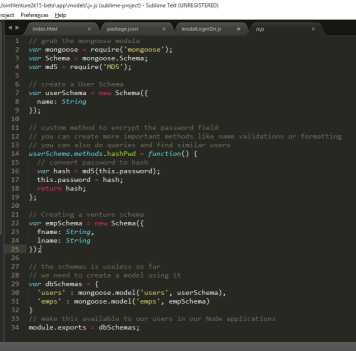 JointVenture2k15-beta\app\models\js.js (sublime-project) - Sublime Text (UNREGISTERED)
roject Preferences Help
index.html
package.json
modalLoginDir.js
js.js
1 // grab the mongoose module
2 var mongoose = require('mongoose');
3 var Schema = mongoose.Schema;
4 var md5 = require('MD5');
5
6 // create a User Schema
7 var userSchema = new Schema({
8 name: String
9 });
10
11 // custom method to encrypt the password field
12 // you can create more important methods like name validations or formatting
13 // you can also do queries and find similar users
14 userSchema.methods.hashPwd = function() {
15 // convert password to hash
16 var hash = md5(this.password);
17 this.password = hash;
18 return hash;
19 };
20
21 // Creating a venture schema
22 var empSchema = new Schema({
23 fname: String,
24 lname: String
25 });
26
27 // the schemas is useless so far
28 // we need to create a model using it
29 var dbSchemas = {
30 'users' : mongoose.model('users', userSchema),
31 'emps' : mongoose.model('emps', empSchema)
32 }
33 // make this available to our users in our Node applications
34 module.exports = dbSchemas;